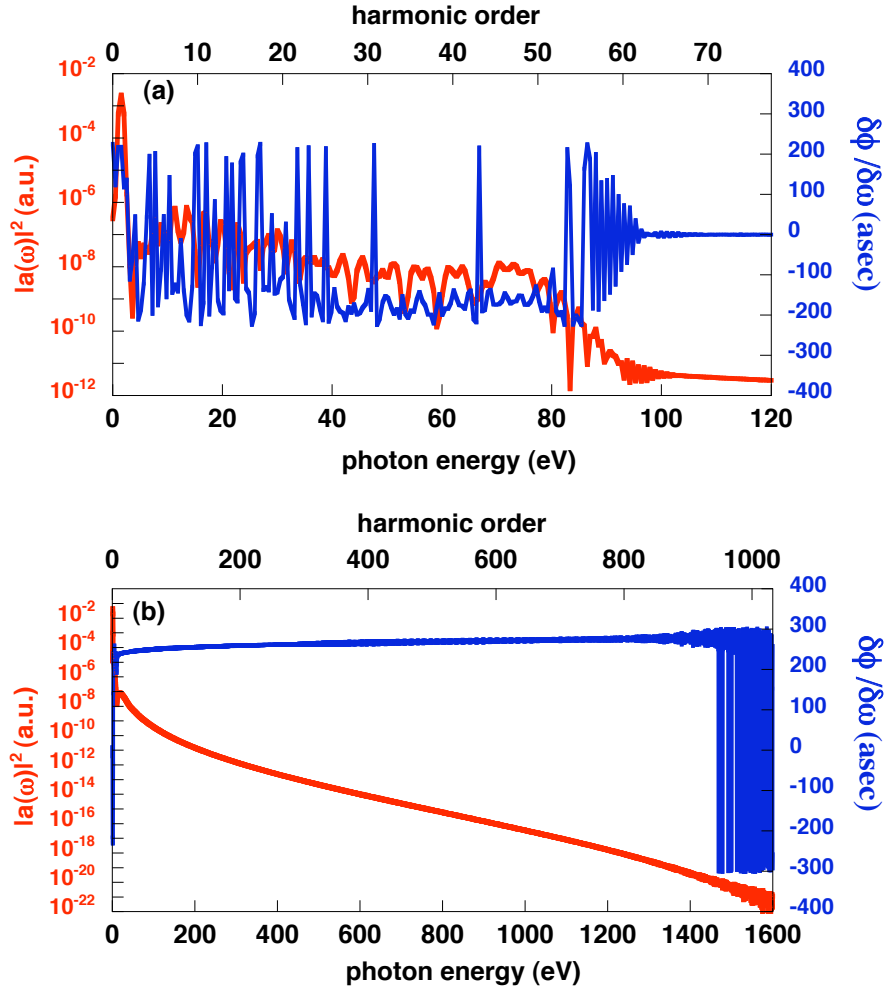 harmonic order
0 10 20 30 40 50 60 70
(a)
10-2
10-4
10-6
10-8
10-10
10-12
|a(ω)|2 (a.u.)
400
300
200
100
0
-100
-200
-300
-400
δϕ /δω (asec)
0 20 40 60 80 100 120
photon energy (eV)
harmonic order
0 200 400 600 800 1000
(b)
10-2
10-4
10-6
10-8
10-10
10-12
10-14
10-16
10-18
10-20
10-22
|a(ω)|2 (a.u.)
400
300
200
100
0
-100
-200
-300
-400
δϕ /δω (asec)
0 200 400 600 800 1000 1200 1400 1600
photon energy (eV)